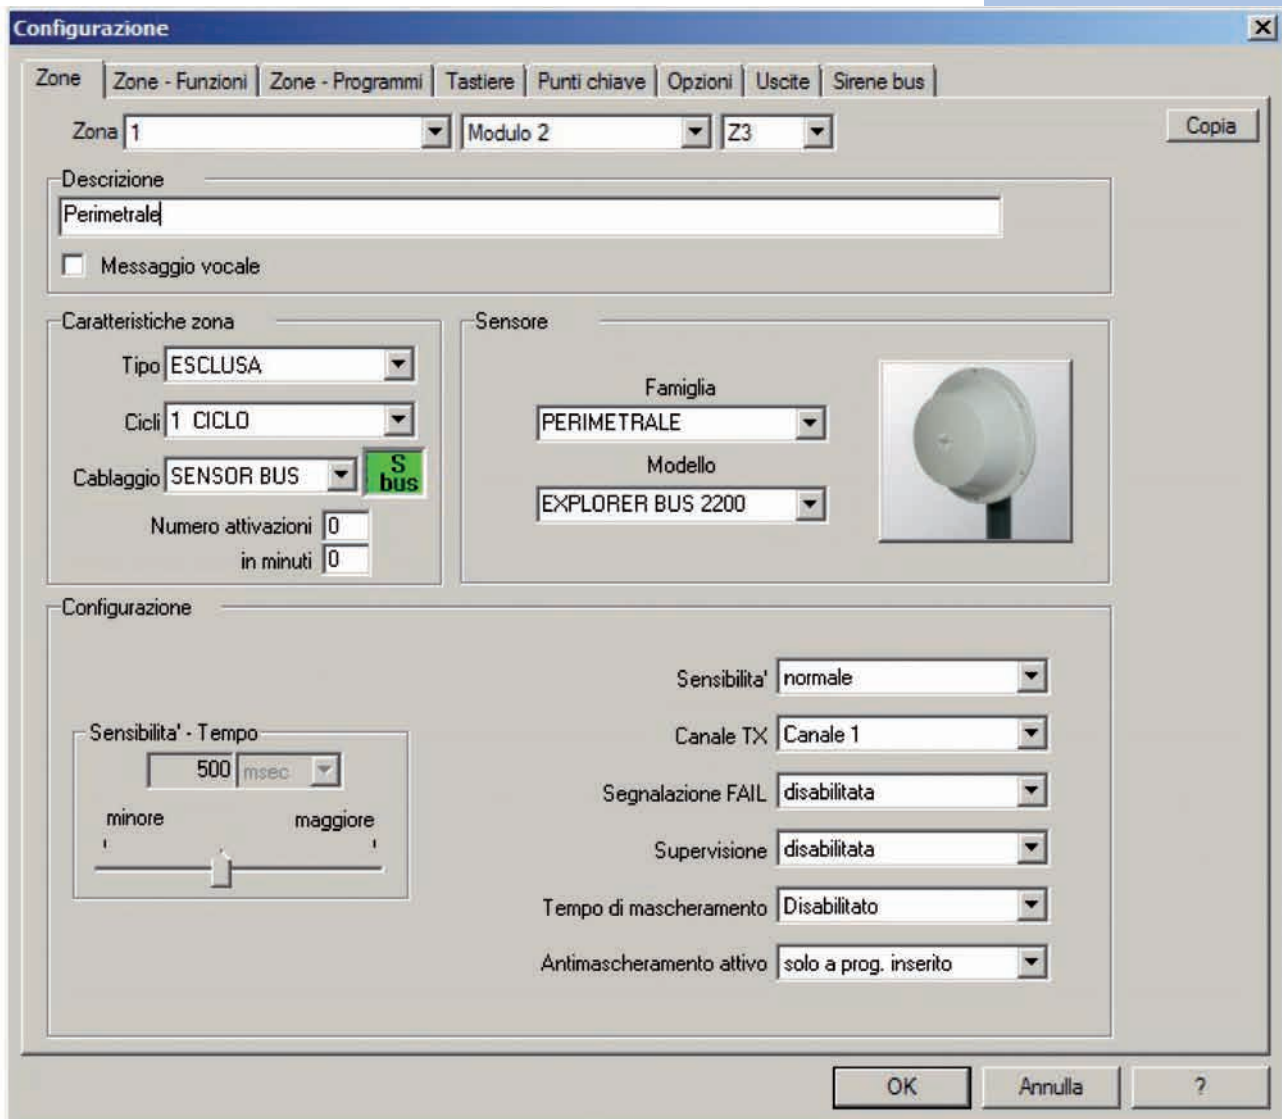 Configurazione
Zone Zone - Funzioni Zone - Programmi Tastiere Punti chiave Opzioni Uscite Sirene bus
Zona 1 Modulo 2 Z3 Copia
Descrizione
Perimetrale
Messaggio vocale
Caratteristiche zona
Tipo ESCLUSA
Cicli 1 CICLO
Cablaggio SENSOR BUS S bus
Numero attivazioni 0
in minuti 0
Sensore
Famiglia
PERIMETRALE
Modello
EXPLORER BUS 2200
Configurazione
Sensibilita' - Tempo
500 msec
minore maggiore
Sensibilita' normale
Canale TX Canale 1
Segnalazione FAIL disabilitata
Supervisione disabilitata
Tempo di mascheramento Disabilitato
Antimascheramento attivo solo a prog. inserito
OK Annulla ?